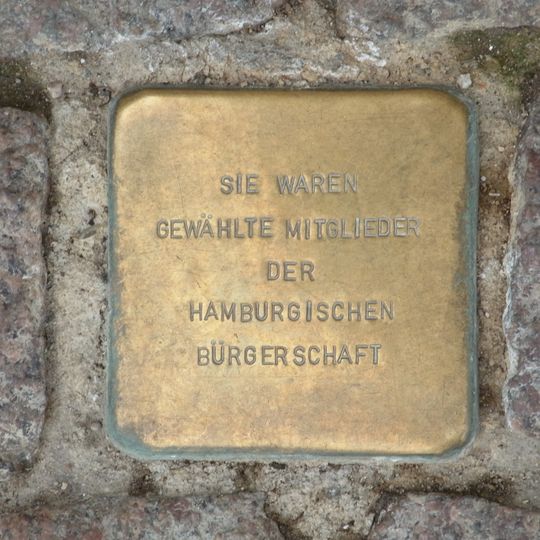 SIE WAREN
GEWÄHLTE MITGLIEDER
DER
HAMBURGISCHEN
BÜRGERSCHAFT